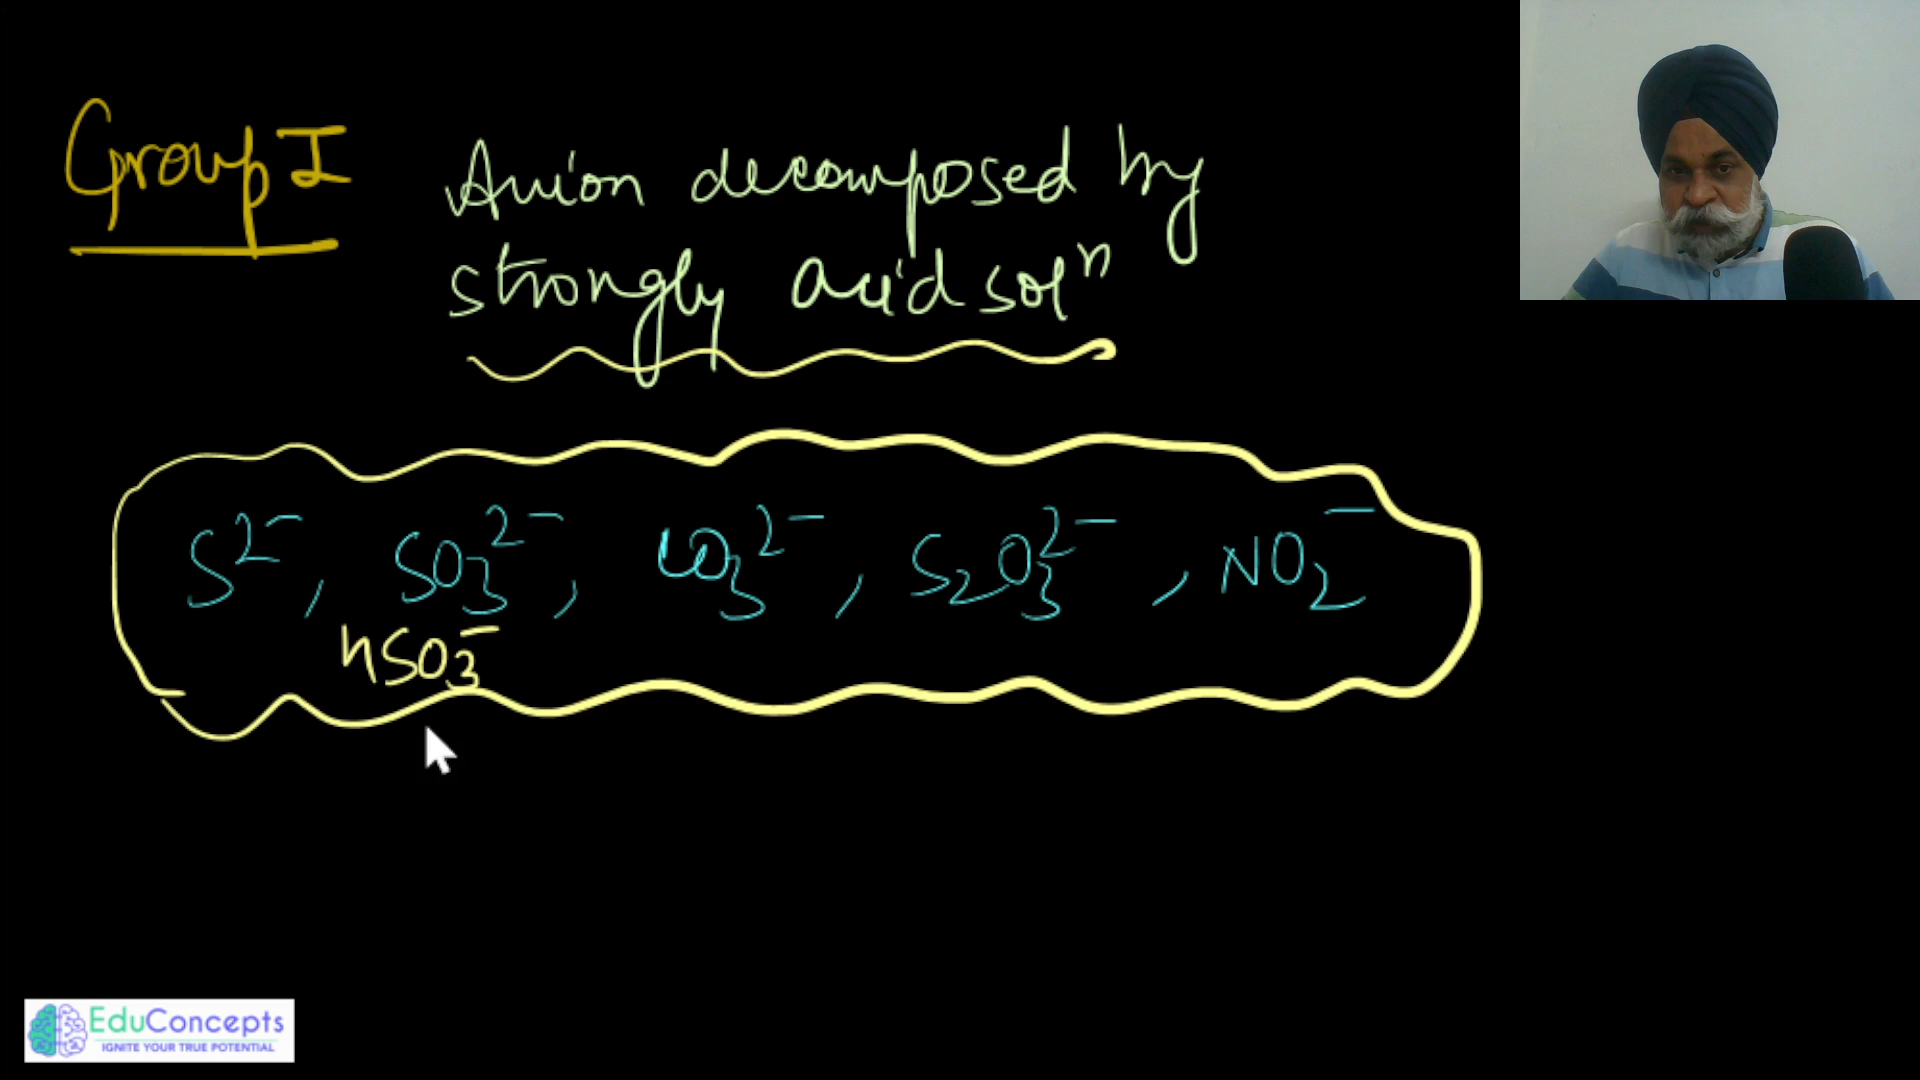 Group I
Anion decomposed by
strongly acid solⁿ
S²⁻, SO₃²⁻, CO₃²⁻, S₂O₃²⁻, NO₂⁻
HSO₃⁻
EduConcepts
IGNITE YOUR TRUE POTENTIAL